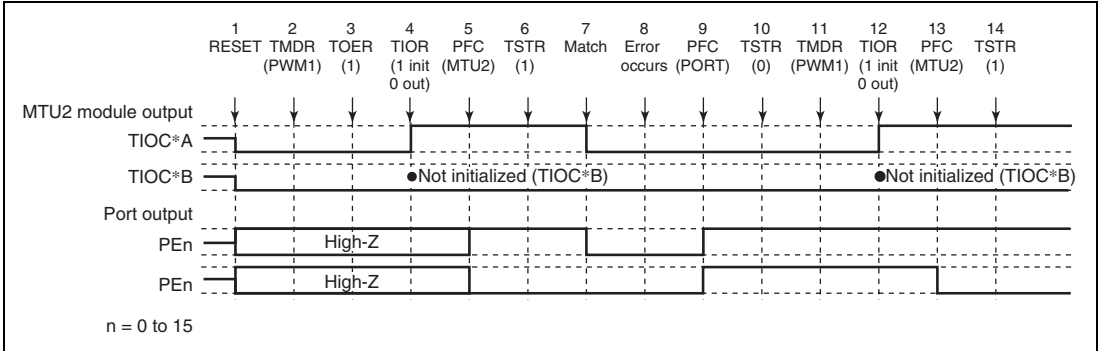 1 2 3 4 5 6 7 8 9 10 11 12 13 14
RESET TMDR TOER TIOR PFC TSTR Match Error PFC TSTR TMDR TIOR PFC TSTR
(PWM1) (1) (1 init (MTU2) (1) occurs (PORT) (0) (PWM1) (1 init (MTU2) (1)
0 out) 0 out)
MTU2 module output
TIOC*A
TIOC*B ●Not initialized (TIOC*B) ●Not initialized (TIOC*B)
Port output
PEn High-Z
PEn High-Z
n = 0 to 15